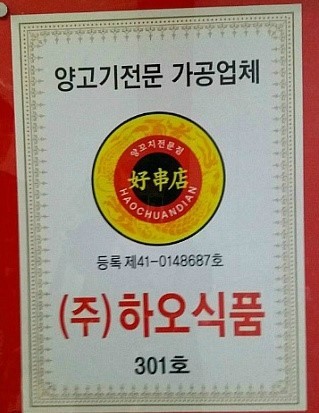 양고기전문 가공업체
양꼬치전문점
好串店
HAOCHUANDIAN
등록 제41-0148687호
(주)하오식품
301호